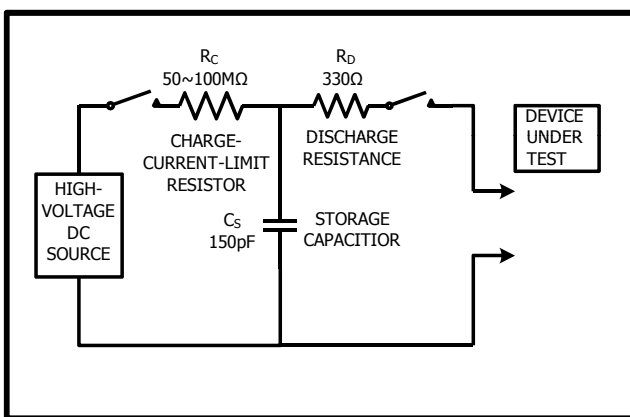 RC
50~100MΩ
CHARGE-
CURRENT-LIMIT
RESISTOR
RD
330Ω
DISCHARGE
RESISTANCE
DEVICE
UNDER
TEST
HIGH-
VOLTAGE
DC
SOURCE
CS
150pF
STORAGE
CAPACITIOR